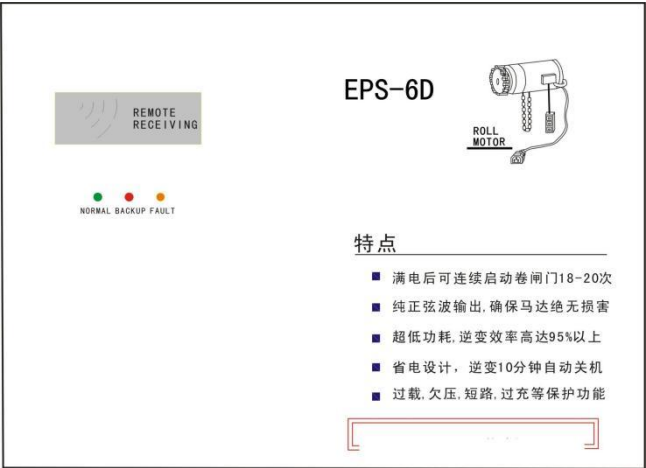 REMOTE
RECEIVING
NORMAL BACKUP FAULT
EPS-6D
ROLL
MOTOR
特点
满电后可连续启动卷闸门18-20次
纯正弦波输出,确保马达绝无损害
超低功耗,逆变效率高达95%以上
省电设计，逆变10分钟自动关机
过载,欠压,短路,过充等保护功能